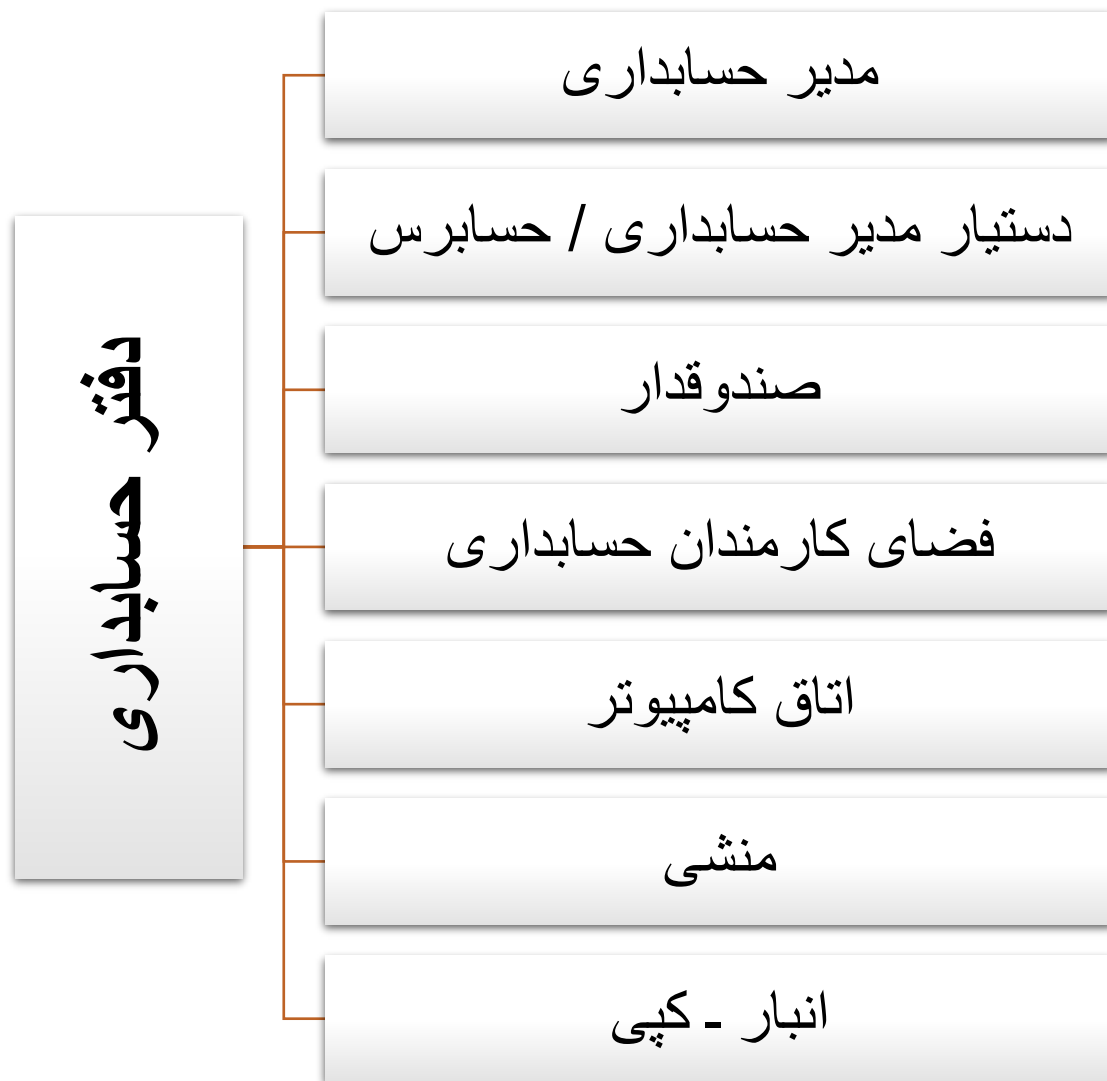 دفتر حسابداری
مدیر حسابداری
دستیار مدیر حسابداری / حسابرس
صندوقدار
فضای کارمندان حسابداری
اتاق کامپیوتر
منشی
انبار - کپی